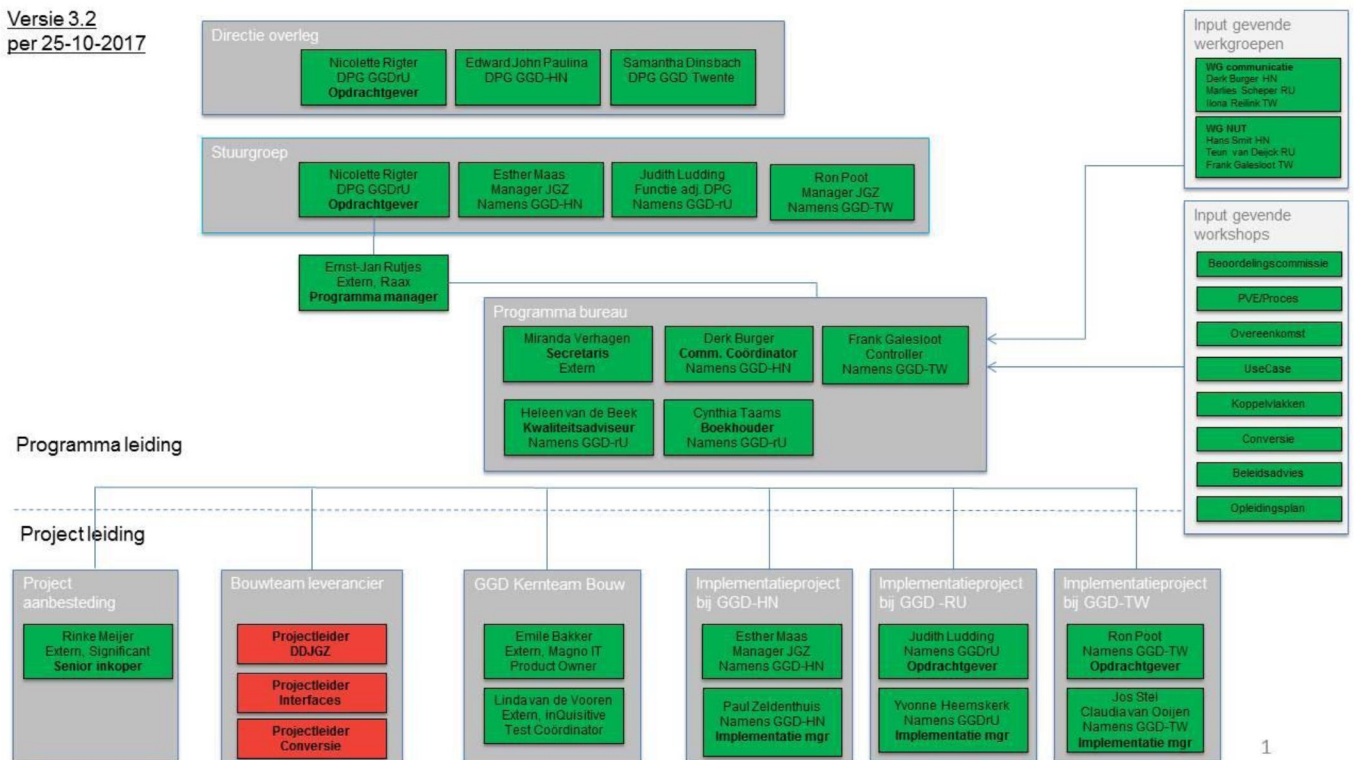 Versie 3.2
per 25-10-2017
Directie overleg
Nicolette Rigter
DPG GGDrU
Opdrachtgever
Edward John Paulina
DPG GGD-HN
Samantha Dinsbach
DPG GGD Twente
Stuurgroep
Nicolette Rigter
DPG GGDrU
Opdrachtgever
Esther Maas
Manager JGZ
Namens GGD-HN
Judith Ludding
Functie adj. DPG
Namens GGD-rU
Ron Poot
Manager JGZ
Namens GGD-TW
Ernst-Jan Rutjes
Extern, Raax
Programma manager
Programma bureau
Miranda Verhagen
Secretaris
Extern
Derk Burger
Comm. Coördinator
Namens GGD-HN
Frank Galesloot
Controller
Namens GGD-TW
Heleen van de Beek
Kwaliteitsadviseur
Namens GGD-rU
Cynthia Taams
Boekhouder
Namens GGD-rU
Input gevende
werkgroepen
WG communicatie
Derk Burger HN
Marlies Scheper RU
Ilona Reilink TW
WG NUT
Hans Smit HN
Teun van Deijck RU
Frank Galesloot TW
Input gevende
workshops
Beoordelingscommissie
PVE/Proces
Overeenkomst
UseCase
Koppelvlakken
Conversie
Beleidsadvies
Opleidingsplan
Programma leiding
Project leiding
Project
aanbesteding
Rinke Meijer
Extern, Significant
Senior inkoper
Bouwteam leverancier
Projectleider
DDJGZ
Projectleider
Interfaces
Projectleider
Conversie
GGD Kernteam Bouw
Emile Bakker
Extern, Magno IT
Product Owner
Linda van de Vooren
Extern, inQuisitive
Test Coördinator
Implementatieproject
bij GGD-HN
Esther Maas
Manager JGZ
Namens GGD-HN
Paul Zeldenthuis
Namens GGD-HN
Implementatie mgr
Implementatieproject
bij GGD -RU
Judith Ludding
Namens GGDrU
Opdrachtgever
Yvonne Heemskerk
Namens GGDrU
Implementatie mgr
Implementatieproject
bij GGD-TW
Ron Poot
Namens GGD-TW
Opdrachtgever
Jos Stel
Claudia van Ooijen
Namens GGD-TW
Implementatie mgr
1